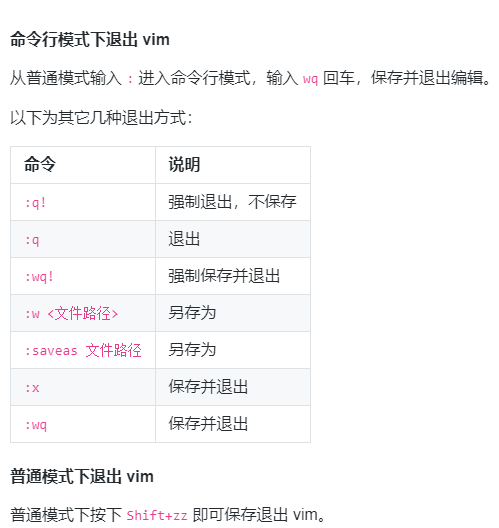 命令行模式下退出 vim
从普通模式输入 : 进入命令行模式，输入 wq 回车，保存并退出编辑。
以下为其它几种退出方式：
命令 说明
:q! 强制退出，不保存
:q 退出
:wq! 强制保存并退出
:w <文件路径> 另存为
:saveas 文件路径 另存为
:x 保存并退出
:wq 保存并退出
普通模式下退出 vim
普通模式下按下 Shift+zz 即可保存退出 vim。